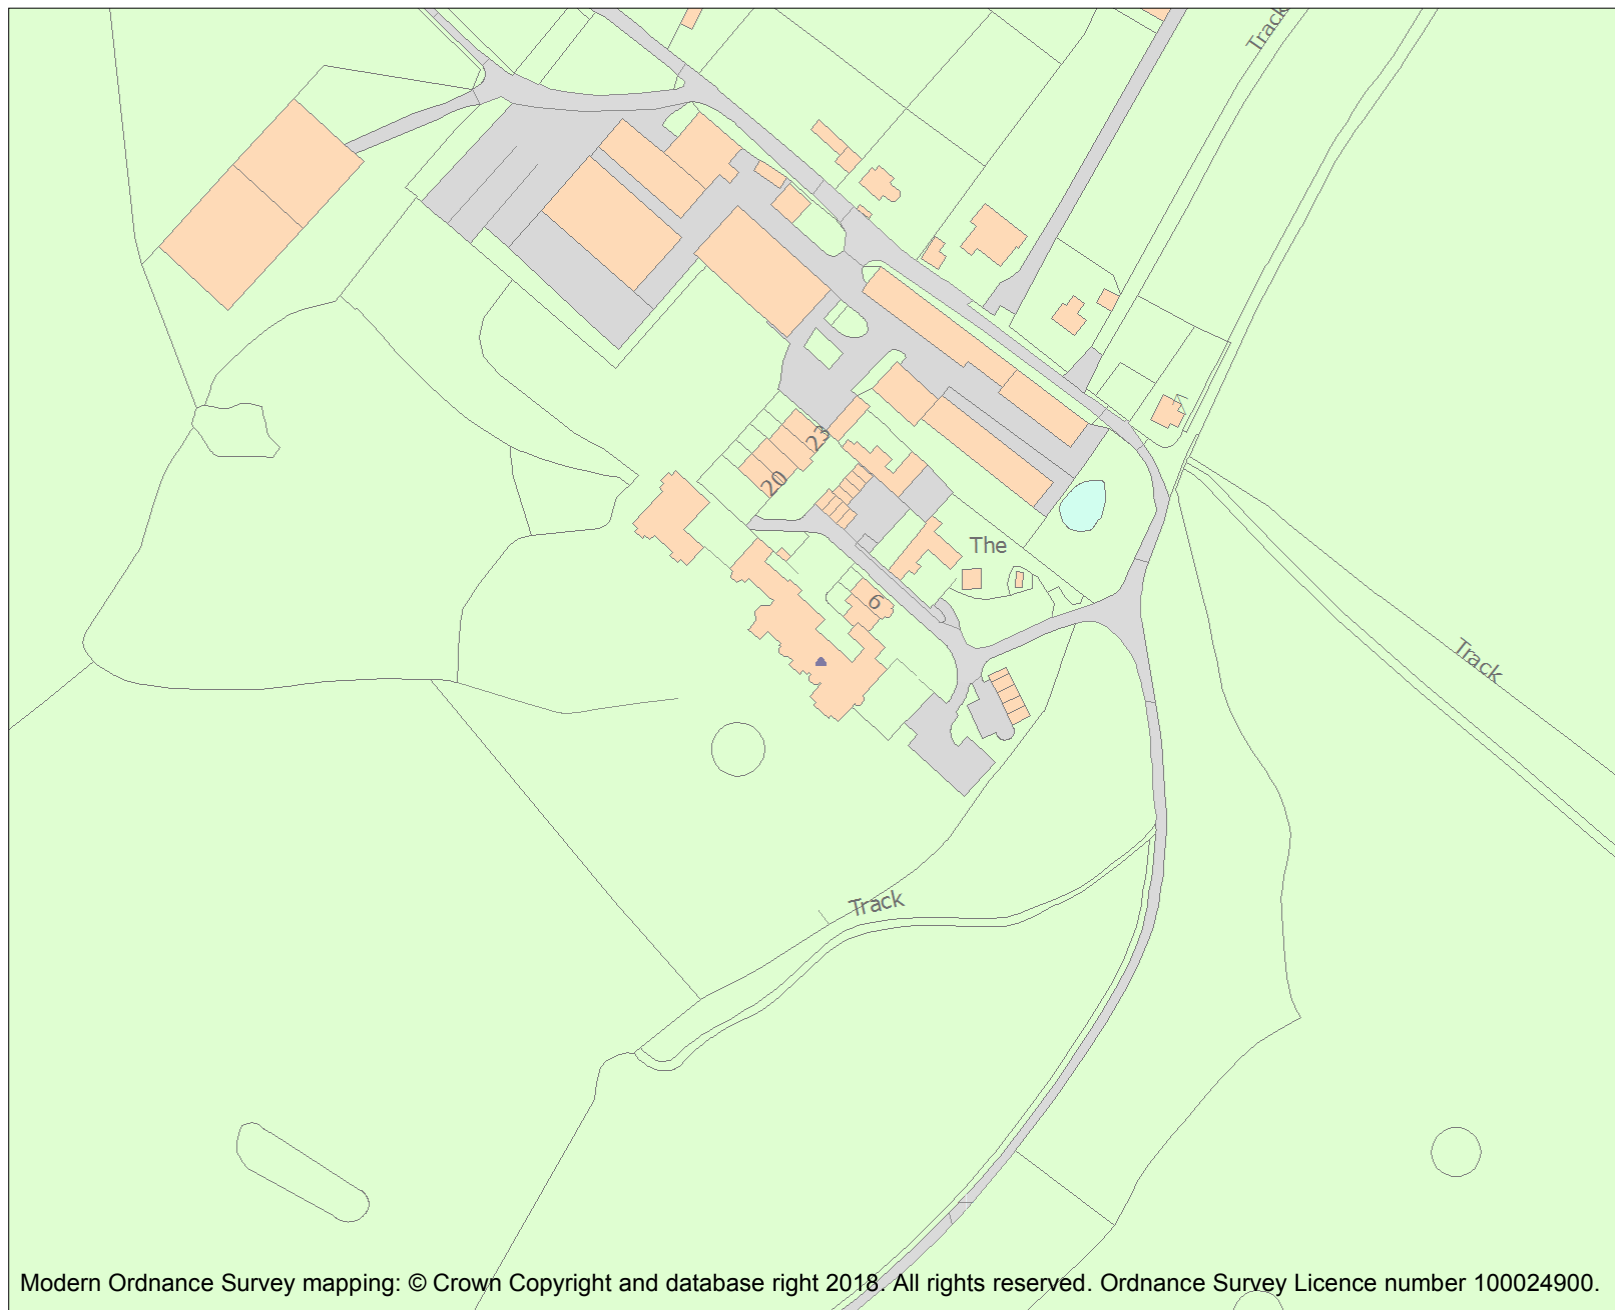 Track
23
20
The
6
Track
Track
Modern Ordnance Survey mapping: © Crown Copyright and database right 2018. All rights reserved. Ordnance Survey Licence number 100024900.